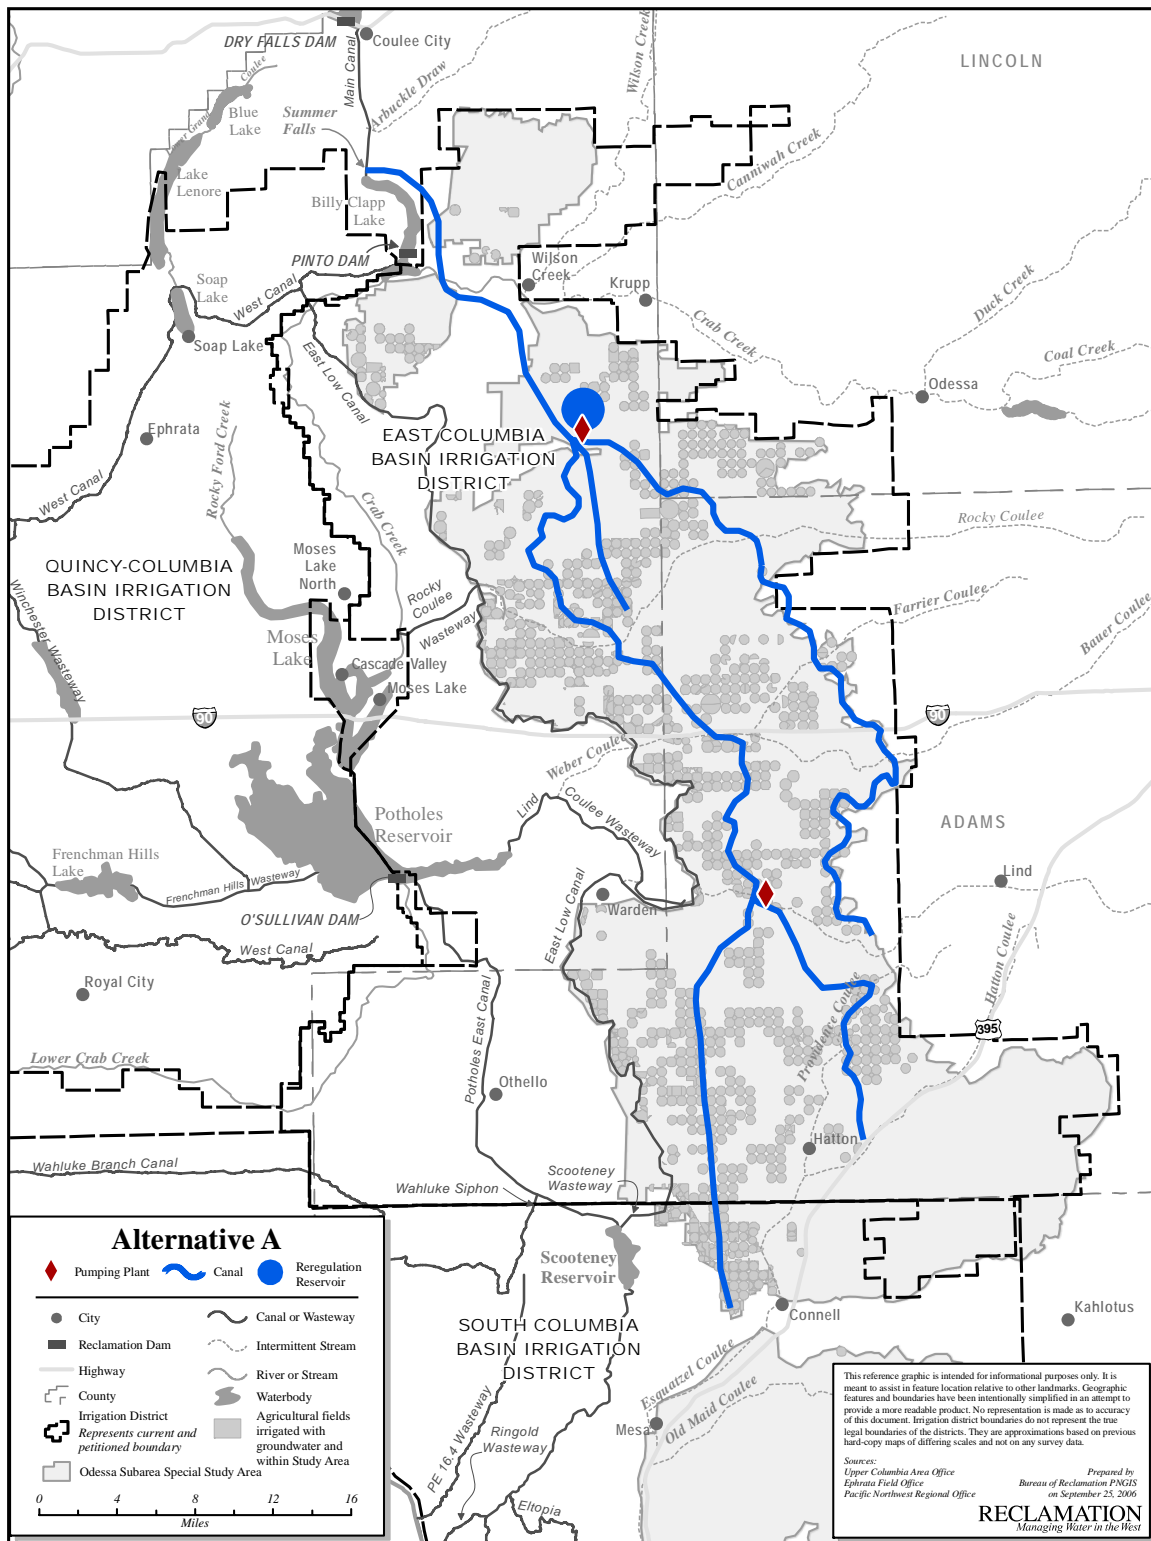 DRY FALLS DAM
Coulee City
LINCOLN
Main Canal
Arbuckle Draw
Wilson Creek
Coulee
Blue
Lake
Summer
Falls
Canniwah Creek
Lake
Lenore
Billy Clapp
Lake
PINTO DAM
Wilson
Creek
Krupp
Soap
Lake
West Canal
Duck Creek
Crab Creek
Coal Creek
Soap Lake
East Low Canal
Odessa
Ephrata
Rocky Ford Creek
EAST COLUMBIA
BASIN IRRIGATION
DISTRICT
West Canal
Crab Creek
Rocky Coulee
Moses
Lake
North
QUINCY-COLUMBIA
BASIN IRRIGATION
DISTRICT
Winchester Wasteway
Rocky
Coulee
Wasteway
Farrier Coulee
Bauer Coulee
Moses
Lake
Cascade Valley
Moses Lake
90
90
Weber Coulee
Lind
Coulee Wasteway
Potholes
Reservoir
ADAMS
Frenchman Hills
Lake
Frenchman Hills Wasteway
Lind
O'SULLIVAN DAM
East Low Canal
Warden
West Canal
Hatton Coulee
Royal City
Potholes East Canal
Providence Coulee
395
Lower Crab Creek
Othello
Hatton
Wahluke Branch Canal
Wahluke Siphon
Scooteney
Wasteway
Scooteney
Reservoir
Connell
Kahlotus
SOUTH COLUMBIA
BASIN IRRIGATION
DISTRICT
Esquatzel Coulee
Old Maid Coulee
Mesa
PE 16.4 Wasteway
Ringold
Wasteway
Eltopia
Alternative A
Pumping Plant
Canal
Reregulation
Reservoir
City
Canal or Wasteway
Reclamation Dam
Intermittent Stream
Highway
River or Stream
County
Waterbody
Irrigation District
Represents current and
petitioned boundary
Agricultural fields
irrigated with
groundwater and
within Study Area
Odessa Subarea Special Study Area
0 4 8 12 16
Miles
This reference graphic is intended for informational purposes only. It is
meant to assist in feature location relative to other landmarks. Geographic
features and boundaries have been intentionally simplified in an attempt to
provide a more readable product. No representation is made as to accuracy
of this document. Irrigation district boundaries do not represent the true
legal boundaries of the districts. They are approximations based on previous
hard-copy maps of differing scales and not on any survey data.
Sources:
Upper Columbia Area Office
Ephrata Field Office
Pacific Northwest Regional Office
Prepared by
Bureau of Reclamation PNGIS
on September 25, 2006
RECLAMATION
Managing Water in the West